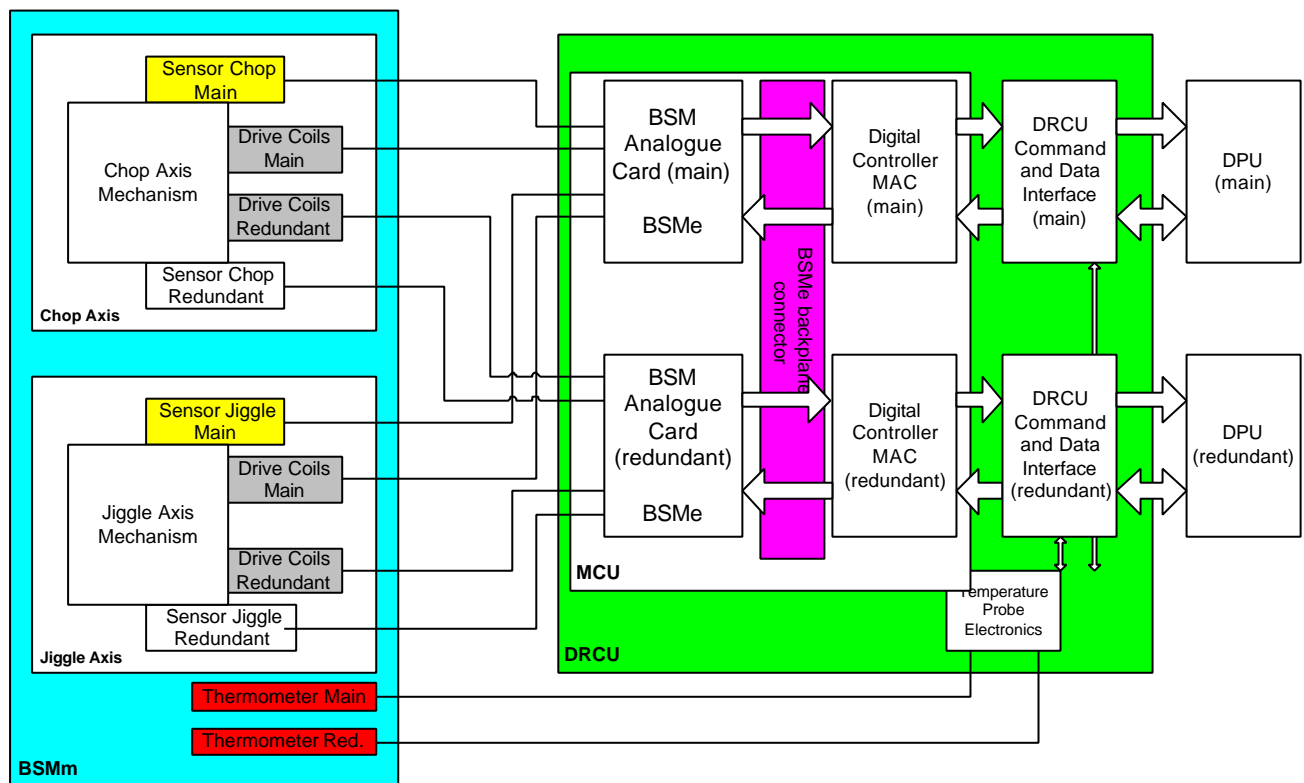 Sensor Chop
Main
Drive Coils
Main
Chop Axis
Mechanism
Drive Coils
Redundant
Sensor Chop
Redundant
Chop Axis
Sensor Jiggle
Main
Drive Coils
Main
Jiggle Axis
Mechanism
Drive Coils
Redundant
Sensor Jiggle
Redundant
Jiggle Axis
Thermometer Main
Thermometer Red.
BSMm
BSM
Analogue
Card (main)
BSMe
BSMe backplane
connector
Digital
Controller
MAC
(main)
DRCU
Command
and Data
Interface
(main)
DPU
(main)
BSM
Analogue
Card
(redundant)
BSMe
Digital
Controller
MAC
(redundant)
DRCU
Command
and Data
Interface
(redundant)
DPU
(redundant)
MCU
Temperature
Probe
Electronics
DRCU